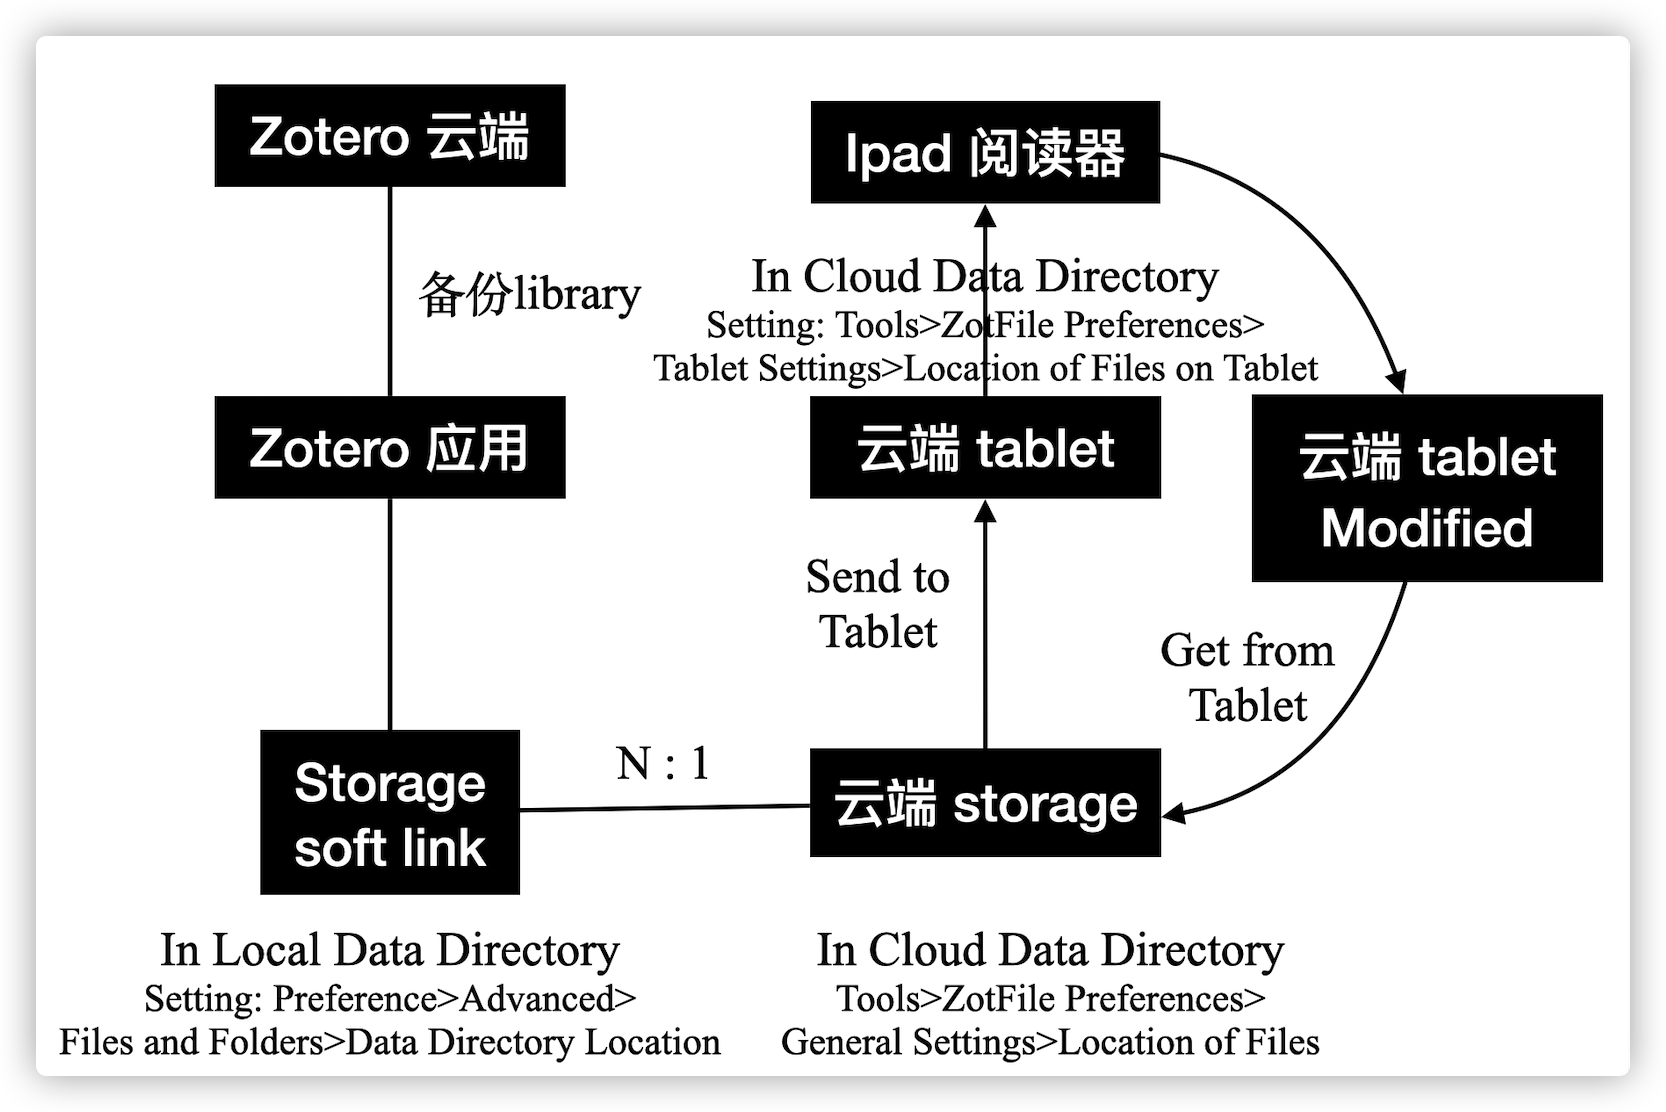 Zotero 云端
备份library
Zotero 应用
Storage
soft link
In Local Data Directory
Setting: Preference>Advanced>
Files and Folders>Data Directory Location
N : 1
Ipad 阅读器
In Cloud Data Directory
Setting: Tools>ZotFile Preferences>
Tablet Settings>Location of Files on Tablet
云端 tablet
Send to
Tablet
云端 storage
In Cloud Data Directory
Tools>ZotFile Preferences>
General Settings>Location of Files
云端 tablet
Modified
Get from
Tablet